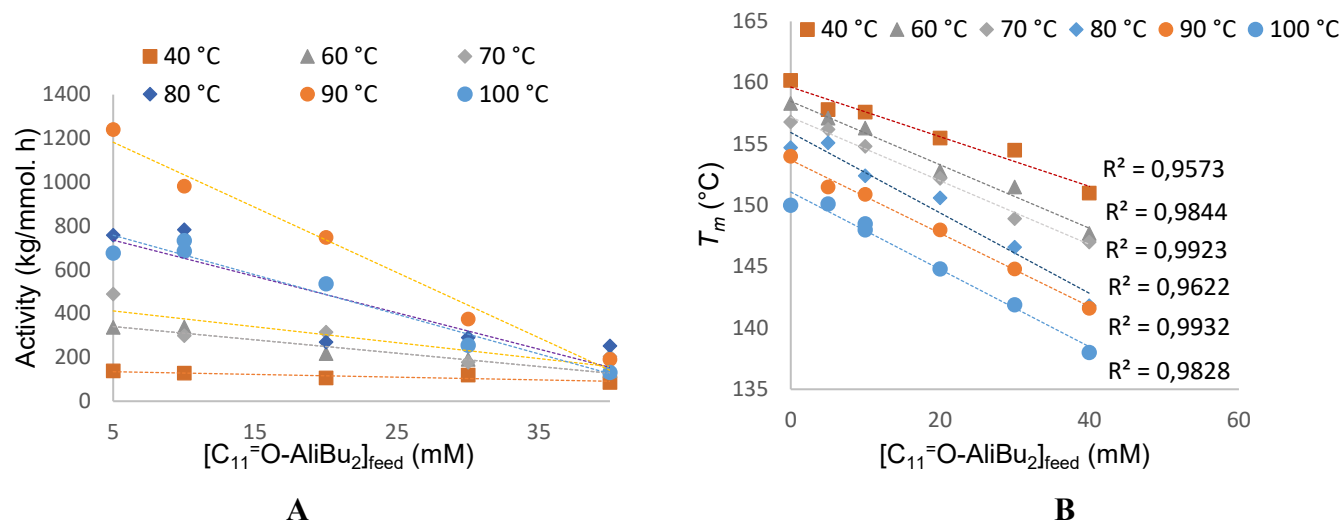 40 °C 60 °C 70 °C
80 °C 90 °C 100 °C
Activity (kg/mmol. h)
1400
1200
1000
800
600
400
200
0
5 15 25 35
[C₁₁⁼O-AliBu₂]feed (mM)
A
40 °C 60 °C 70 °C 80 °C 90 °C 100 °C
Tm (°C)
165
160
155
150
145
140
135
R² = 0,9573
R² = 0,9844
R² = 0,9923
R² = 0,9622
R² = 0,9932
R² = 0,9828
0 20 40 60
[C₁₁⁼O-AliBu₂]feed (mM)
B